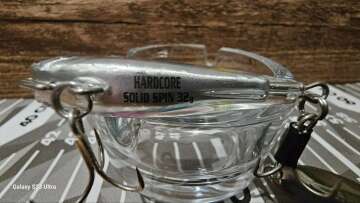 HARDCORE
SOLID SPIN 32g
Galaxy S23 Ultra